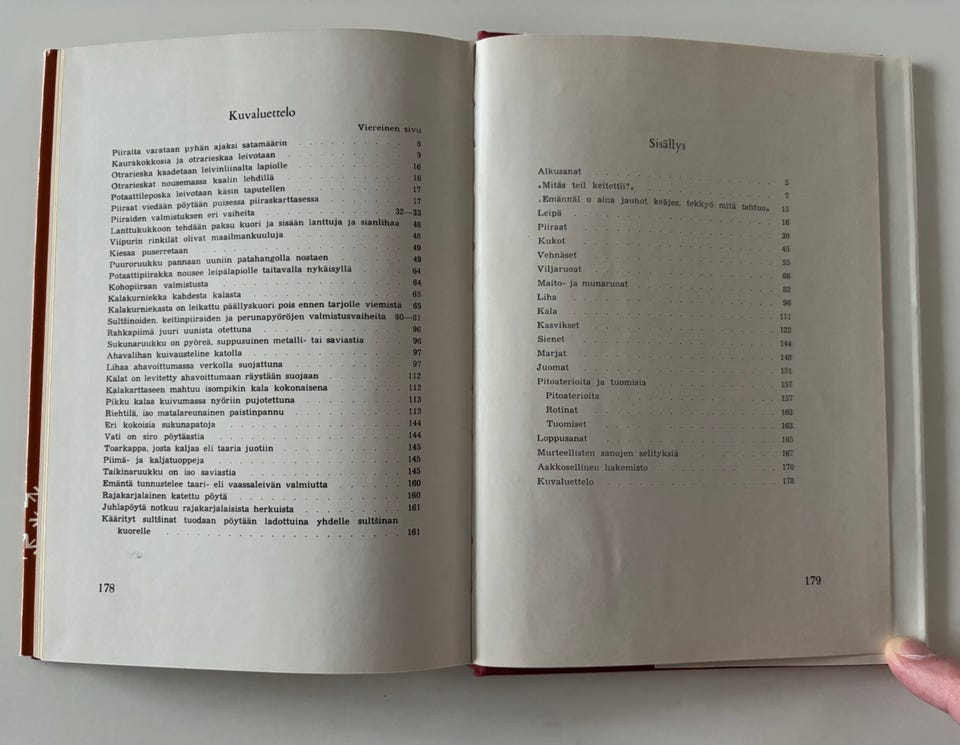 Kuvaluettelo
Viereinen sivu
Piiraita varataan pyhän ajaksi satamäärin 8
Kaurakokkosia ja otrarieskaa leivotaan 9
Otrarieska kaadetaan leivinliinalta lapiolle 16
Otrarieskat nousemassa kaalin lehdillä 16
Potaattileposka leivotaan käsin taputellen 17
Piiraat viedään pöytään puisessa piiraskarttasessa 17
Piiraiden valmistuksen eri vaiheita 32—33
Lanttukukkoon tehdään paksu kuori ja sisään lanttuja ja sianlihaa 48
Viipurin rinkilät olivat maailmankuuluja 48
Kiesaa puserretaan 49
Puuroruukku pannaan uuniin patahangolla nostaen 49
Potaattipiirakka nousee leipälapiolle taitavalla nykäisyllä 64
Kohopiiraan valmistusta 64
Kalakurniekka kahdesta kalasta 65
Kalakurniekasta on leikattu päällyskuori pois ennen tarjolle viemistä 65
Sultšinoiden, keitinpiiraiden ja perunapyöröjen valmistusvaiheita 80—81
Rahkapiimä juuri uunista otettuna 96
Sukunaruukku on pyöreä, suppusuinen metalli- tai saviastia 96
Ahavalihan kuivausteline katolla 97
Lihaa ahavoittumassa verkolla suojattuna 97
Kalat on levitetty ahavoittumaan räystään suojaan 112
Kalakarttaseen mahtuu isompikin kala kokonaisena 112
Pikku kalaa kuivumassa nyöriin pujotettuna 113
Riehtilä, iso matalareunainen paistinpannu 113
Eri kokoisia sukunapatoja 144
Vati on siro pöytäastia 144
Toarkappa, josta kaljaa eli taaria juotiin 145
Piimä- ja kaljatuoppeja 145
Taikinaruukku on iso saviastia 145
Emäntä tunnustelee taari- eli vaassaleivän valmiutta 160
Rajakarjalainen katettu pöytä 160
Juhlapöytä notkuu rajakarjalaisista herkuista 161
Käärityt sultšinat tuodaan pöytään ladottuina yhdelle sultšinan
kuorelle 161
178
Sisällys
Alkusanat 5
„Mitäs teil keitettii?„ 7
„Emännäl o aina jauhot keäjes, tekkyö mitä tahtuo„ 15
Leipä 16
Piiraat 30
Kukot 45
Vehnäset 55
Viljaruoat 66
Maito- ja munaruoat 82
Liha 96
Kala 111
Kasvikset 122
Sienet 144
Marjat 148
Juomat 151
Pitoaterioita ja tuomisia 157
Pitoaterioita 157
Rotinat 163
Tuomiset 163
Loppusanat 165
Murteellisten sanojen selityksiä 167
Aakkosellinen hakemisto 170
Kuvaluettelo 178
179